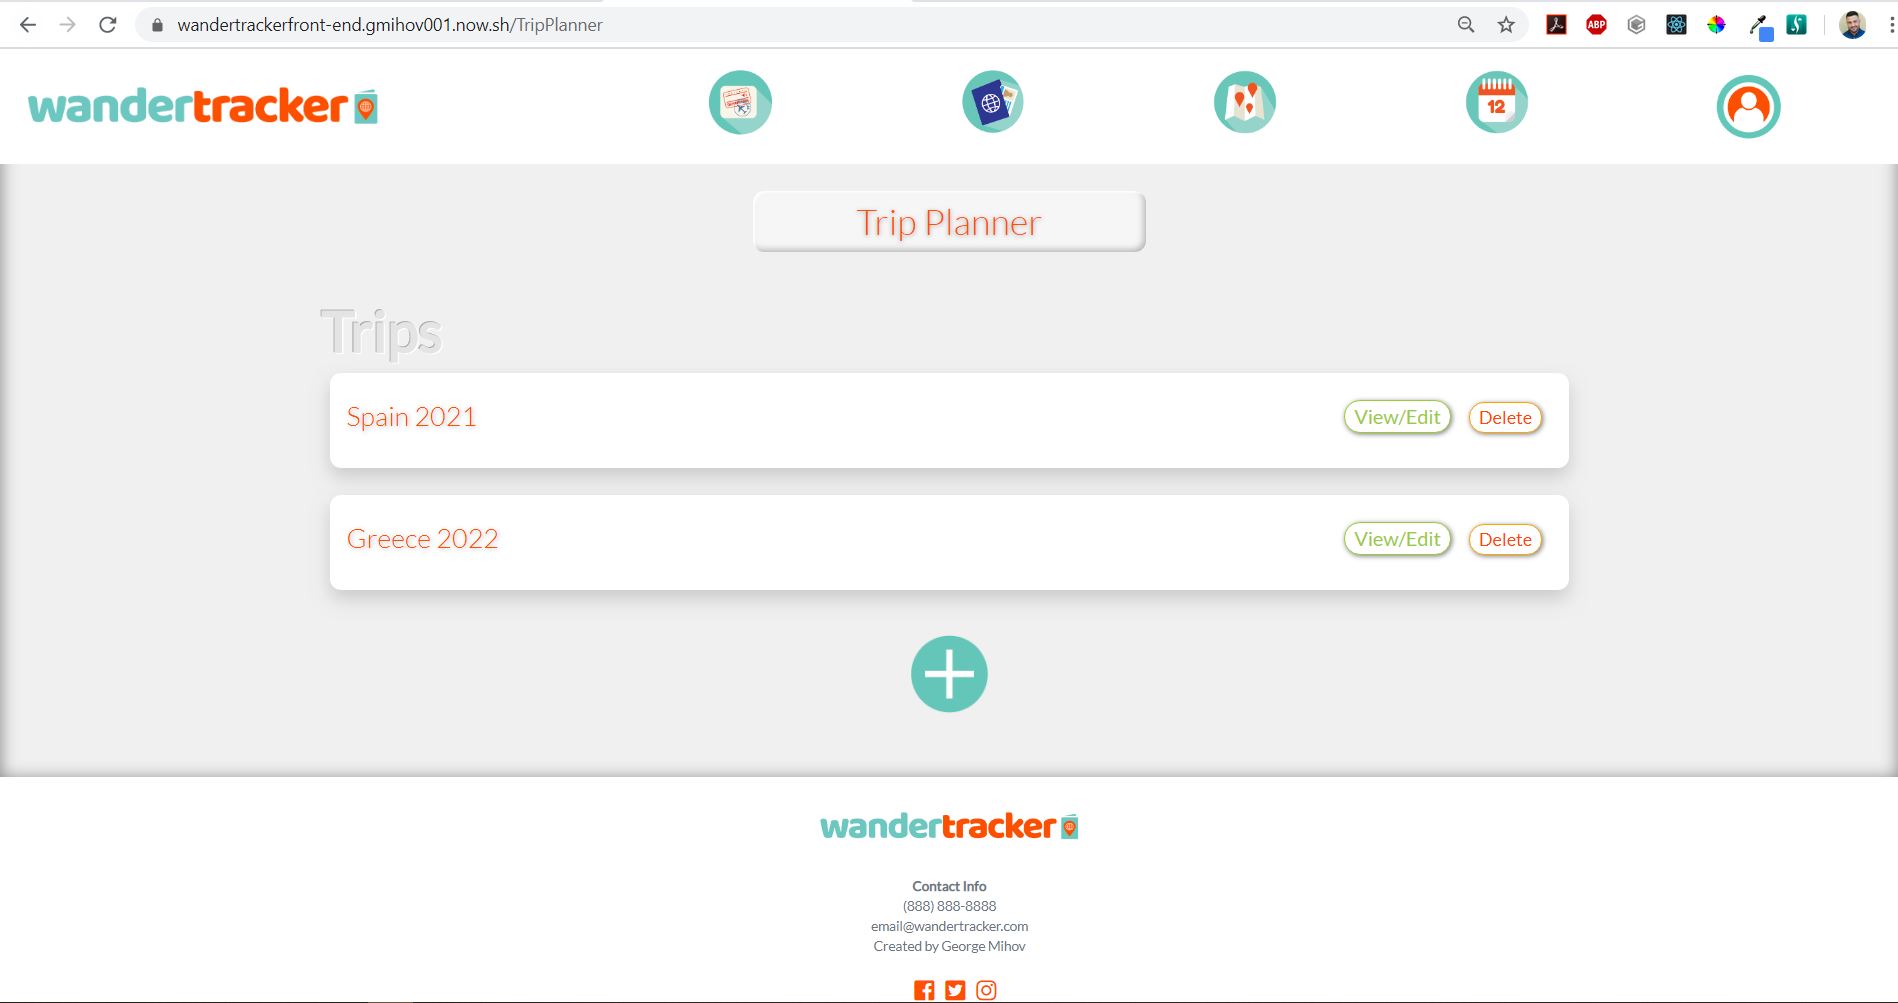 wandertrackerfront-end.gmihov001.now.sh/TripPlanner
ABP
wandertracker
12
Trip Planner
Trips
Spain 2021
View/Edit
Delete
Greece 2022
View/Edit
Delete
wandertracker
Contact Info
(888) 888-8888
email@wandertracker.com
Created by George Mihov